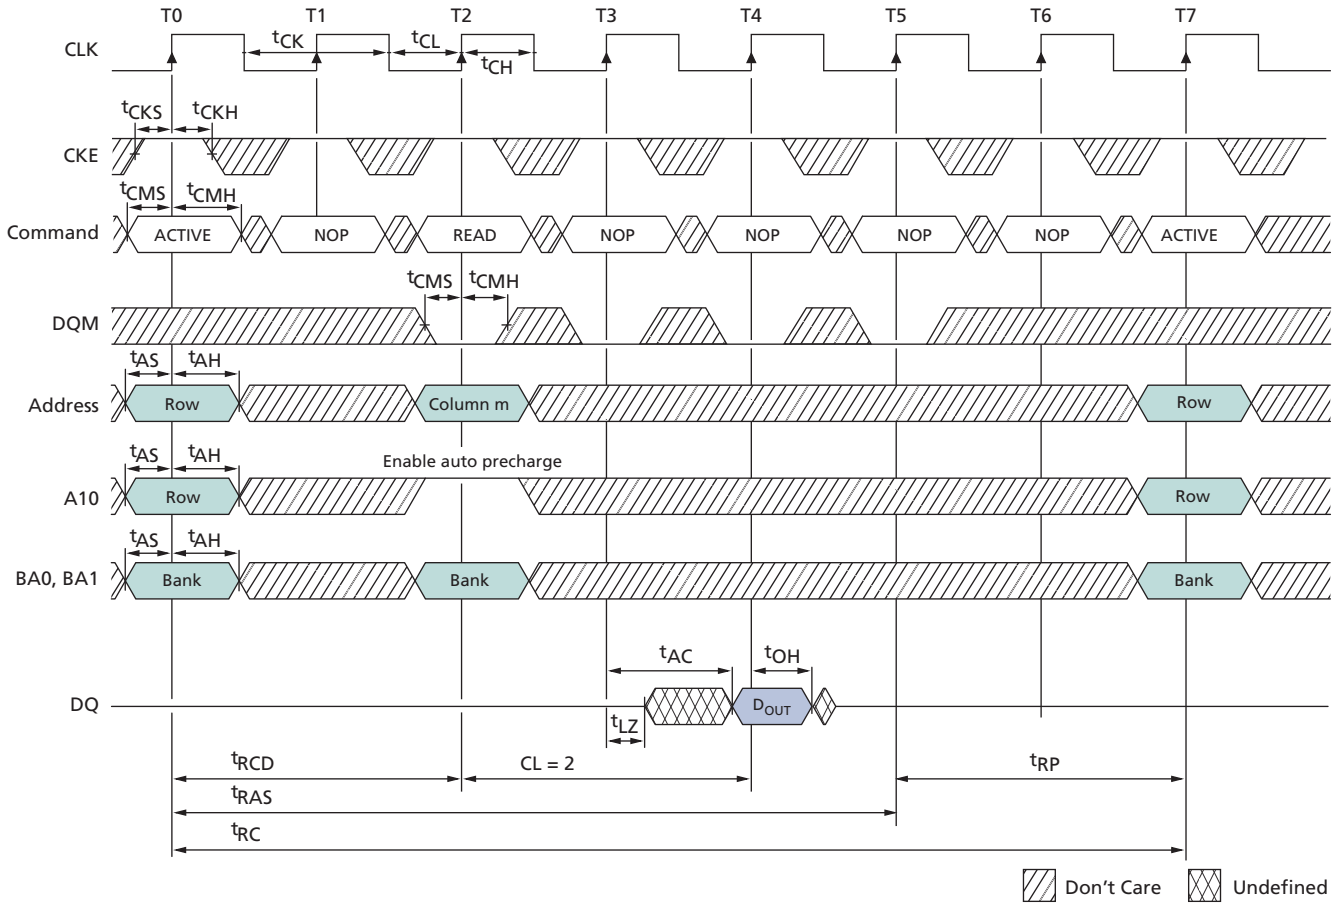 T0 T1 T2 T3 T4 T5 T6 T7
CLK
tCK tCL
tCH
tCKS tCKH
CKE
tCMS tCMH
Command ACTIVE NOP READ NOP NOP NOP NOP ACTIVE
tCMS tCMH
DQM
tAS tAH
Address Row Column m Row
tAS tAH
Enable auto precharge
A10 Row Row
tAS tAH
BA0, BA1 Bank Bank Bank
tAC tOH
DQ DOUT
tLZ
tRCD CL = 2 tRP
tRAS
tRC
Don't Care Undefined